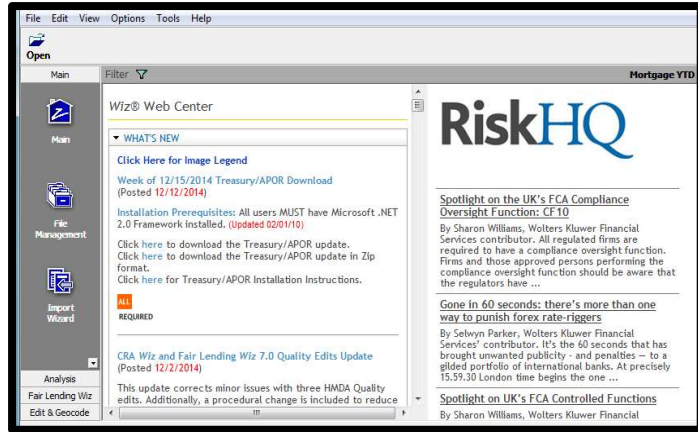 File Edit View Options Tools Help
Open
Main
Filter
Mortgage YTD
Main
File
Management
Import
Wizard
Analysis
Fair Lending Wiz
Edit & Geocode
Wiz® Web Center
WHAT'S NEW
Click Here for Image Legend
Week of 12/15/2014 Treasury/APOR Download
(Posted 12/12/2014)
Installation Prerequisites: All users MUST have Microsoft .NET
2.0 Framework installed. (Updated 02/01/10)
Click here to download the Treasury/APOR update.
Click here to download the Treasury/APOR update in Zip
format.
Click here for Treasury/APOR Installation Instructions.
ALL
REQUIRED
CRA Wiz and Fair Lending Wiz 7.0 Quality Edits Update
(Posted 12/2/2014)
This update corrects minor issues with three HMDA Quality
edits. Additionally, a procedural change is included to reduce
RiskHQ
Spotlight on the UK's FCA Compliance
Oversight Function: CF10
By Sharon Williams, Wolters Kluwer Financial
Services contributor. All regulated firms are
required to have a compliance oversight function.
Firms and those approved persons performing the
compliance oversight function should be aware that
the regulators have ...
Gone in 60 seconds: there's more than one
way to punish forex rate-riggers
By Selwyn Parker, Wolters Kluwer Financial
Services' contributor. It's the 60 seconds that has
brought unwanted publicity - and penalties — to a
gilded portfolio of international banks. At precisely
15.59.30 London time begins the one ...
Spotlight on UK's FCA Controlled Functions
By Sharon Williams, Wolters Kluwer Financial